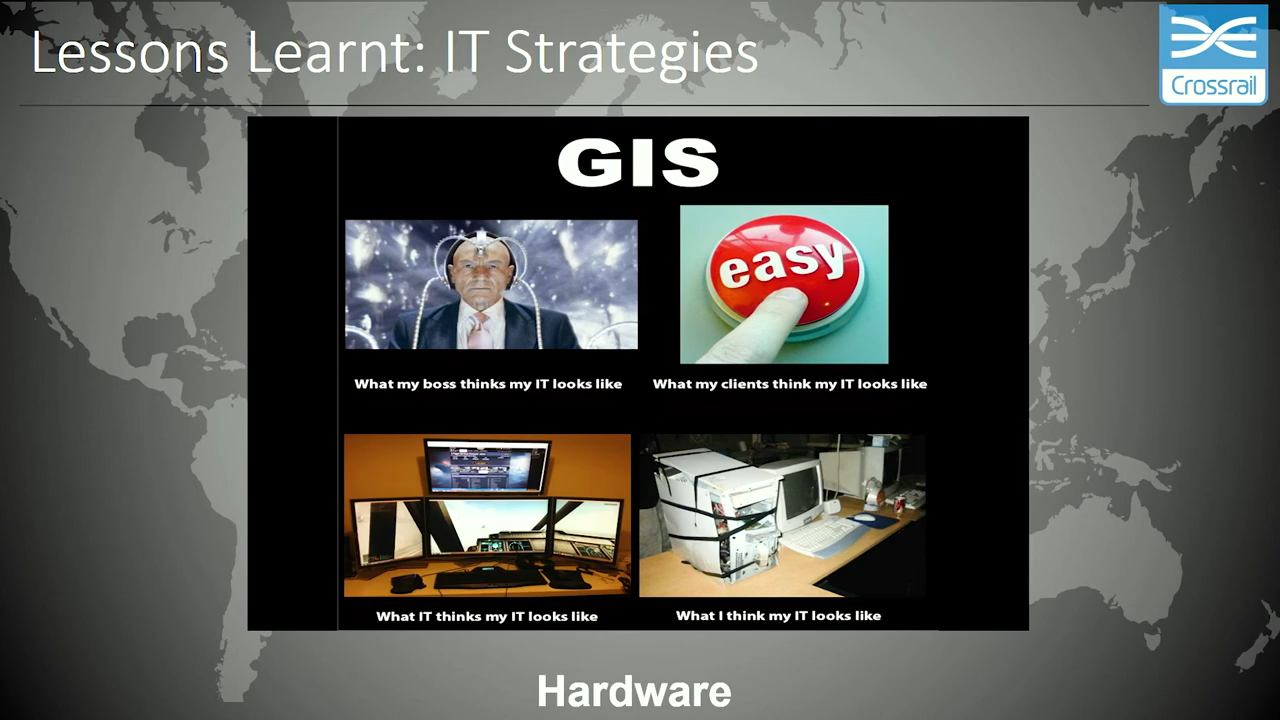 Lessons Learnt: IT Strategies
Crossrail
GIS
easy
What my boss thinks my IT looks like
What my clients think my IT looks like
What IT thinks my IT looks like
What I think my IT looks like
Hardware